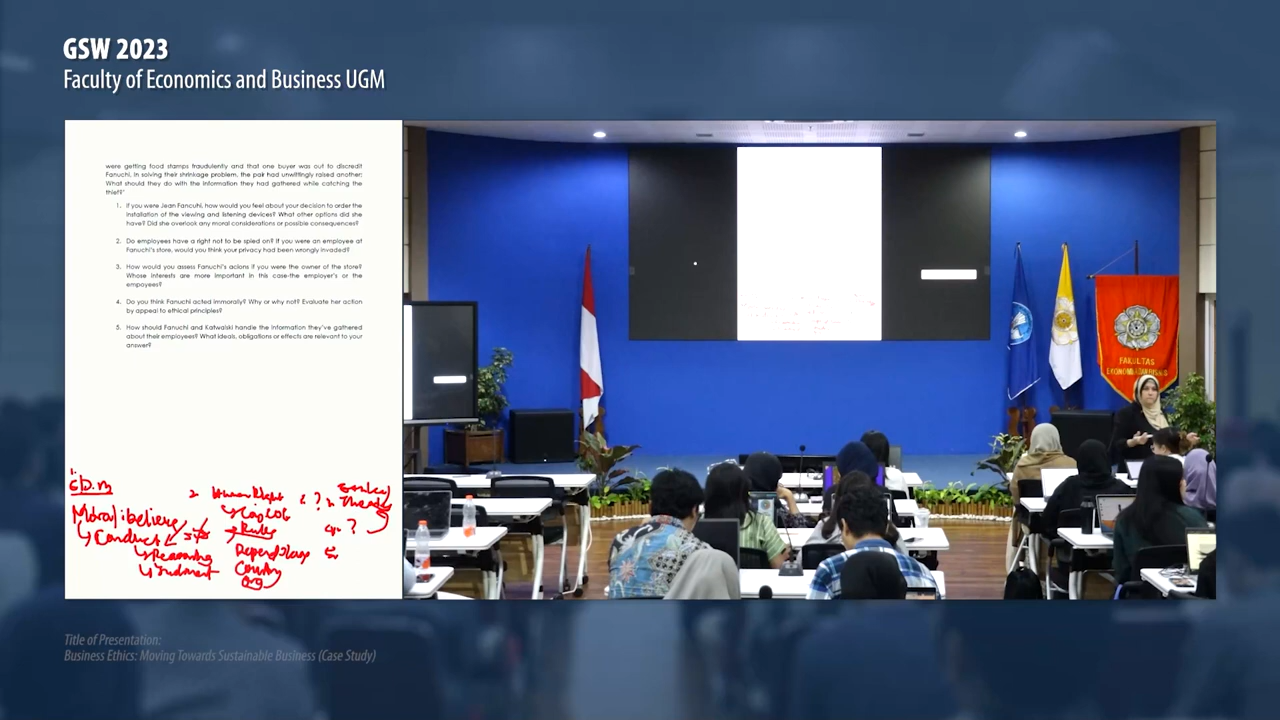 GSW 2023
Faculty of Economics and Business UGM
were getting food stamps fraudulently and that one buyer was out to discredit
Fanuchi. In solving their shrinkage problem, the pair had unwittingly raised another:
What should they do with the information they had gathered while catching the
thief?"
1. If you were Jean Fancuhi, how would you feel about your decision to order the
installation of the viewing and listening devices? What other options did she
have? Did she overlook any moral considerations or possible consequences?
2. Do employees have a right not to be spied on? If you were an employee at
Fanuchi's store, would you think your privacy had been wrongly invaded?
3. How would you assess Fanuchi's acions if you were the owner of the store?
Whose interests are more important in this case-the employer's or the
empoyees?
4. Do you think Fanuchi acted immorally? Why or why not? Evaluate her action
by appeal to ethical principles?
5. How should Fanuchi and Katwalski handle the information they've gathered
about their employees? What ideals, obligations or effects are relevant to your
answer?
Conduct
Reasoning
Judment
Human Right
Rules
Country
Org
FAKULTAS
EKONOMIKA DAN BISNIS
Title of Presentation:
Business Ethics: Moving Towards Sustainable Business (Case Study)